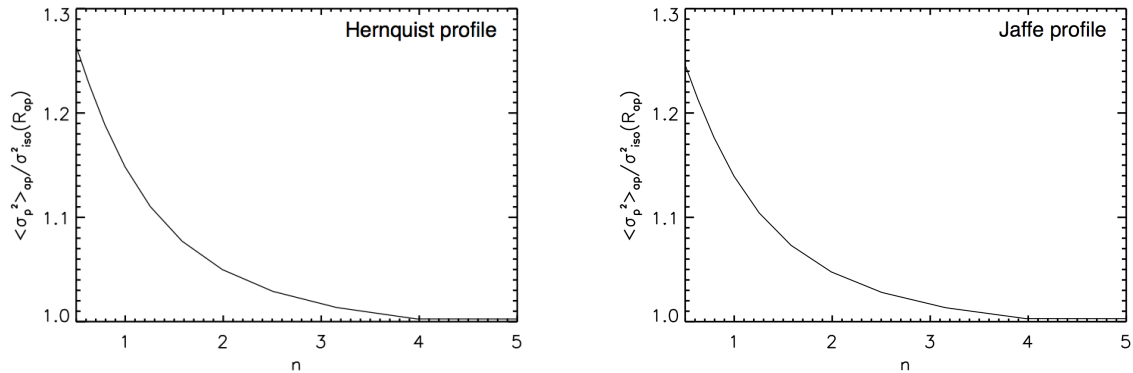 Hernquist profile
<σₚ²>ₐₚ/σ²ᵢₛₒ(Rₐₚ)
1.3
1.2
1.1
1.0
1 2 3 4 5
n
Jaffe profile
<σₚ²>ₐₚ/σ²ᵢₛₒ(Rₐₚ)
1.3
1.2
1.1
1.0
1 2 3 4 5
n